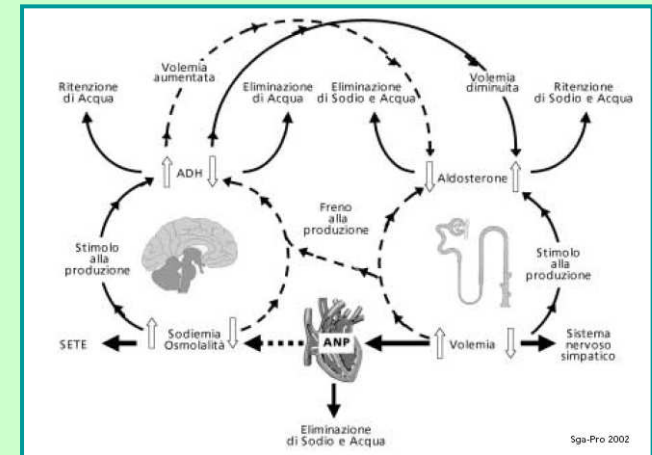 Volemia
aumentata
Volemia
diminuita
Ritenzione
di Acqua
Eliminazione
di Acqua
Eliminazione
di Sodio e Acqua
Ritenzione
di Sodio e Acqua
ADH
Aldosterone
Freno
alla
produzione
Stimolo
alla
produzione
Stimolo
alla
produzione
SETE
Sodiemia
Osmolalità
ANP
Volemia
Sistema
nervoso
simpatico
Eliminazione
di Sodio e Acqua
Sga-Pro 2002